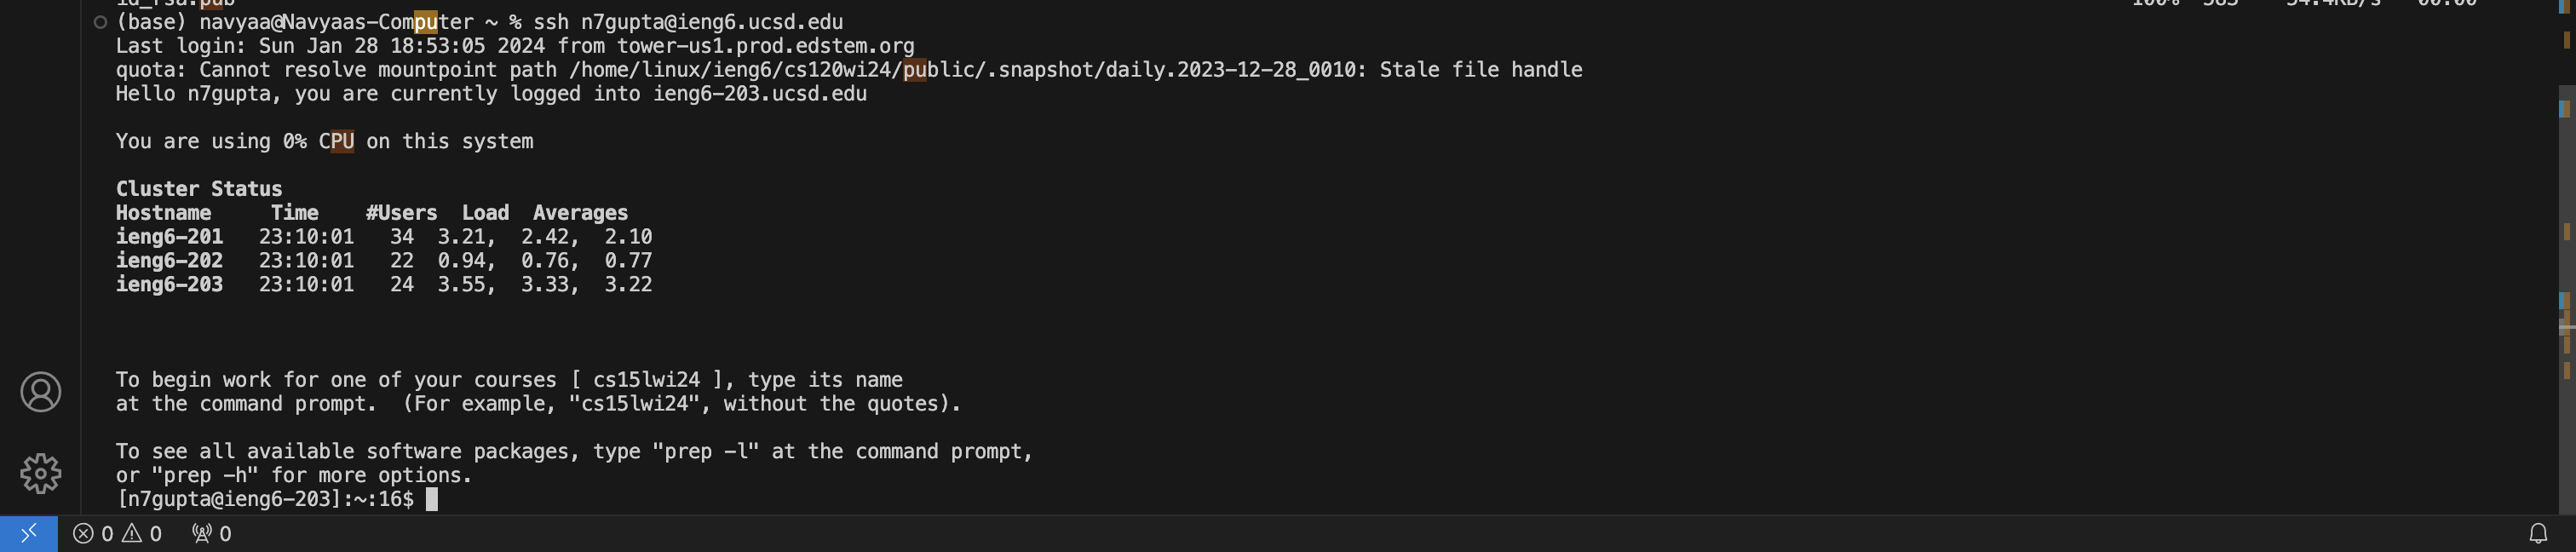 id_rsa.pub 100% 583 54.4KB/s 00:00
(base) navyaa@Navyaas-Computer ~ % ssh n7gupta@ieng6.ucsd.edu
Last login: Sun Jan 28 18:53:05 2024 from tower-us1.prod.edstem.org
quota: Cannot resolve mountpoint path /home/linux/ieng6/cs120wi24/public/.snapshot/daily.2023-12-28_0010: Stale file handle
Hello n7gupta, you are currently logged into ieng6-203.ucsd.edu
You are using 0% CPU on this system
Cluster Status
Hostname Time #Users Load Averages
ieng6-201 23:10:01 34 3.21, 2.42, 2.10
ieng6-202 23:10:01 22 0.94, 0.76, 0.77
ieng6-203 23:10:01 24 3.55, 3.33, 3.22
To begin work for one of your courses [ cs15lwi24 ], type its name
at the command prompt. (For example, "cs15lwi24", without the quotes).
To see all available software packages, type "prep -l" at the command prompt,
or "prep -h" for more options.
[n7gupta@ieng6-203]:~:16$
0 0 0